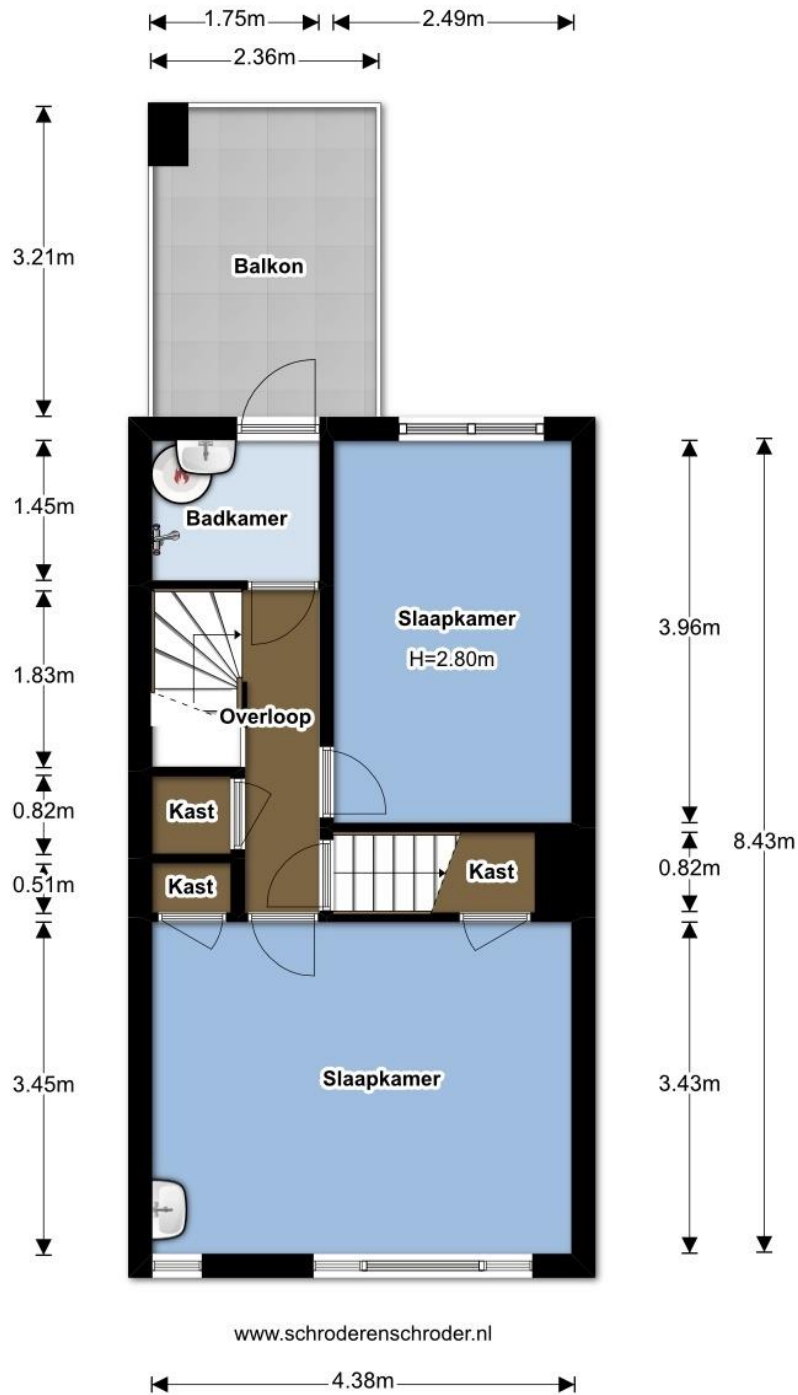 1.75m
2.49m
2.36m
3.21m
Balkon
1.45m
Badkamer
Slaapkamer
H=2.80m
3.96m
1.83m
Overloop
0.82m
Kast
8.43m
0.51m
Kast
Kast
0.82m
3.45m
Slaapkamer
3.43m
www.schroderenschroder.nl
4.38m